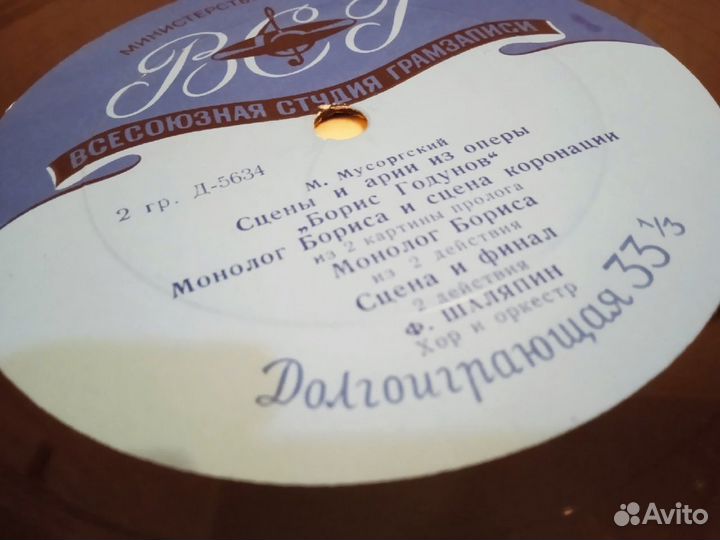 МИНИСТЕРСТВ
ВСГ
ВСЕСОЮЗНАЯ СТУДИЯ ГРАМЗАПИСИ
2 гр. Д-5634
М. Мусоргский
Сцены и арии из оперы
„Борис Годунов“
Монолог Бориса и сцена коронации
из 2 картины пролога
Монолог Бориса
из 2 действия
Сцена и финал
2 действия
Ф. ШАЛЯПИН
Хор и оркестр
Долгоиграющая 33 1/3
Avito